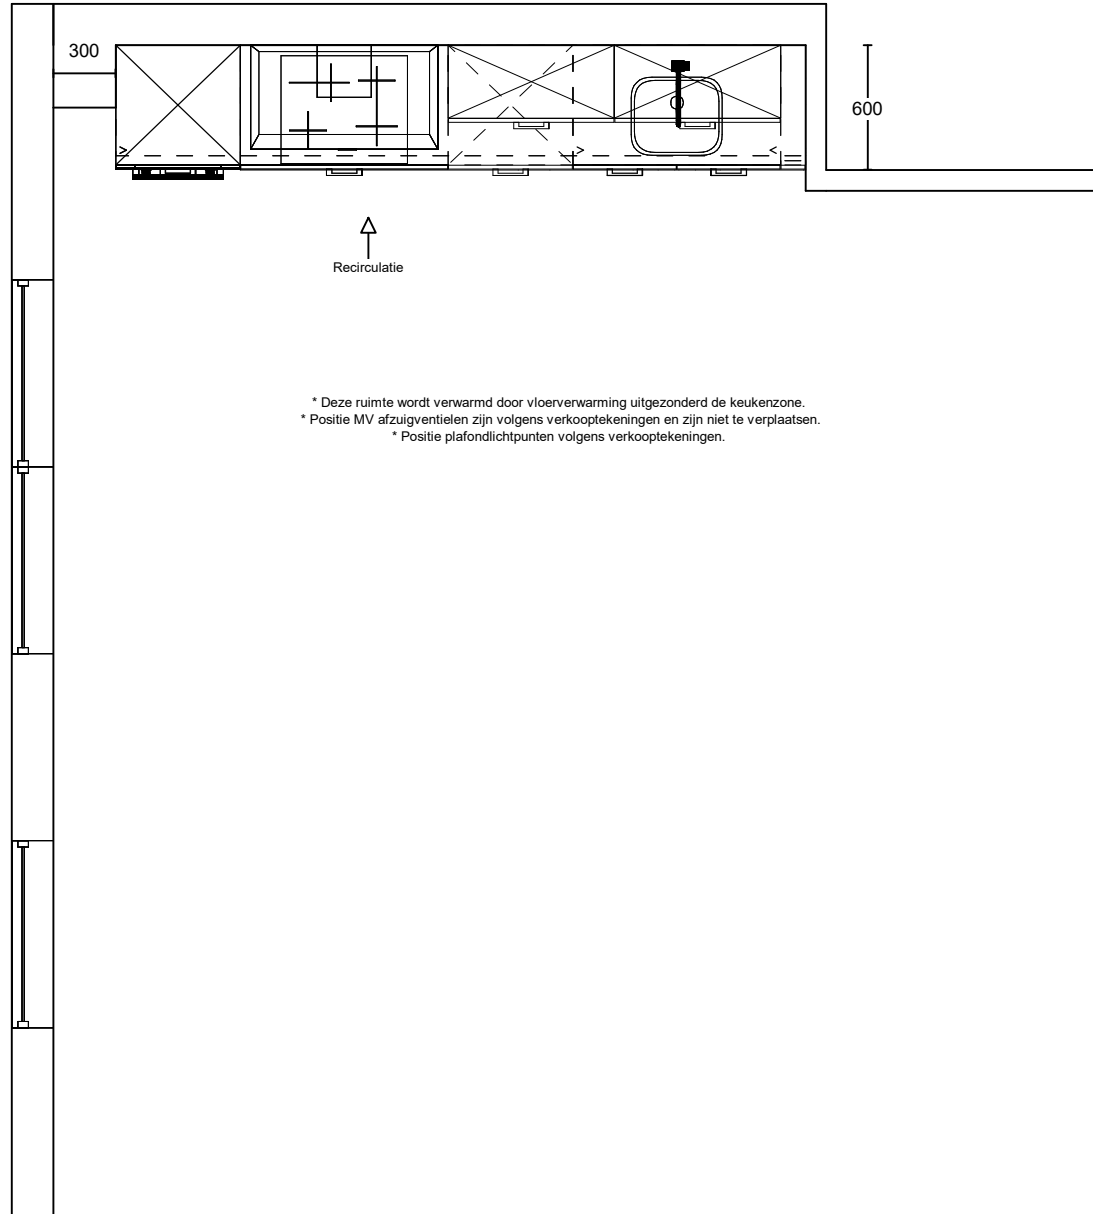 300
600
Recirculatie
* Deze ruimte wordt verwarmd door vloerverwarming uitgezonderd de keukenzone.
* Positie MV afzuigventielen zijn volgens verkooptekeningen en zijn niet te verplaatsen.
* Positie plafondlichtpunten volgens verkooptekeningen.